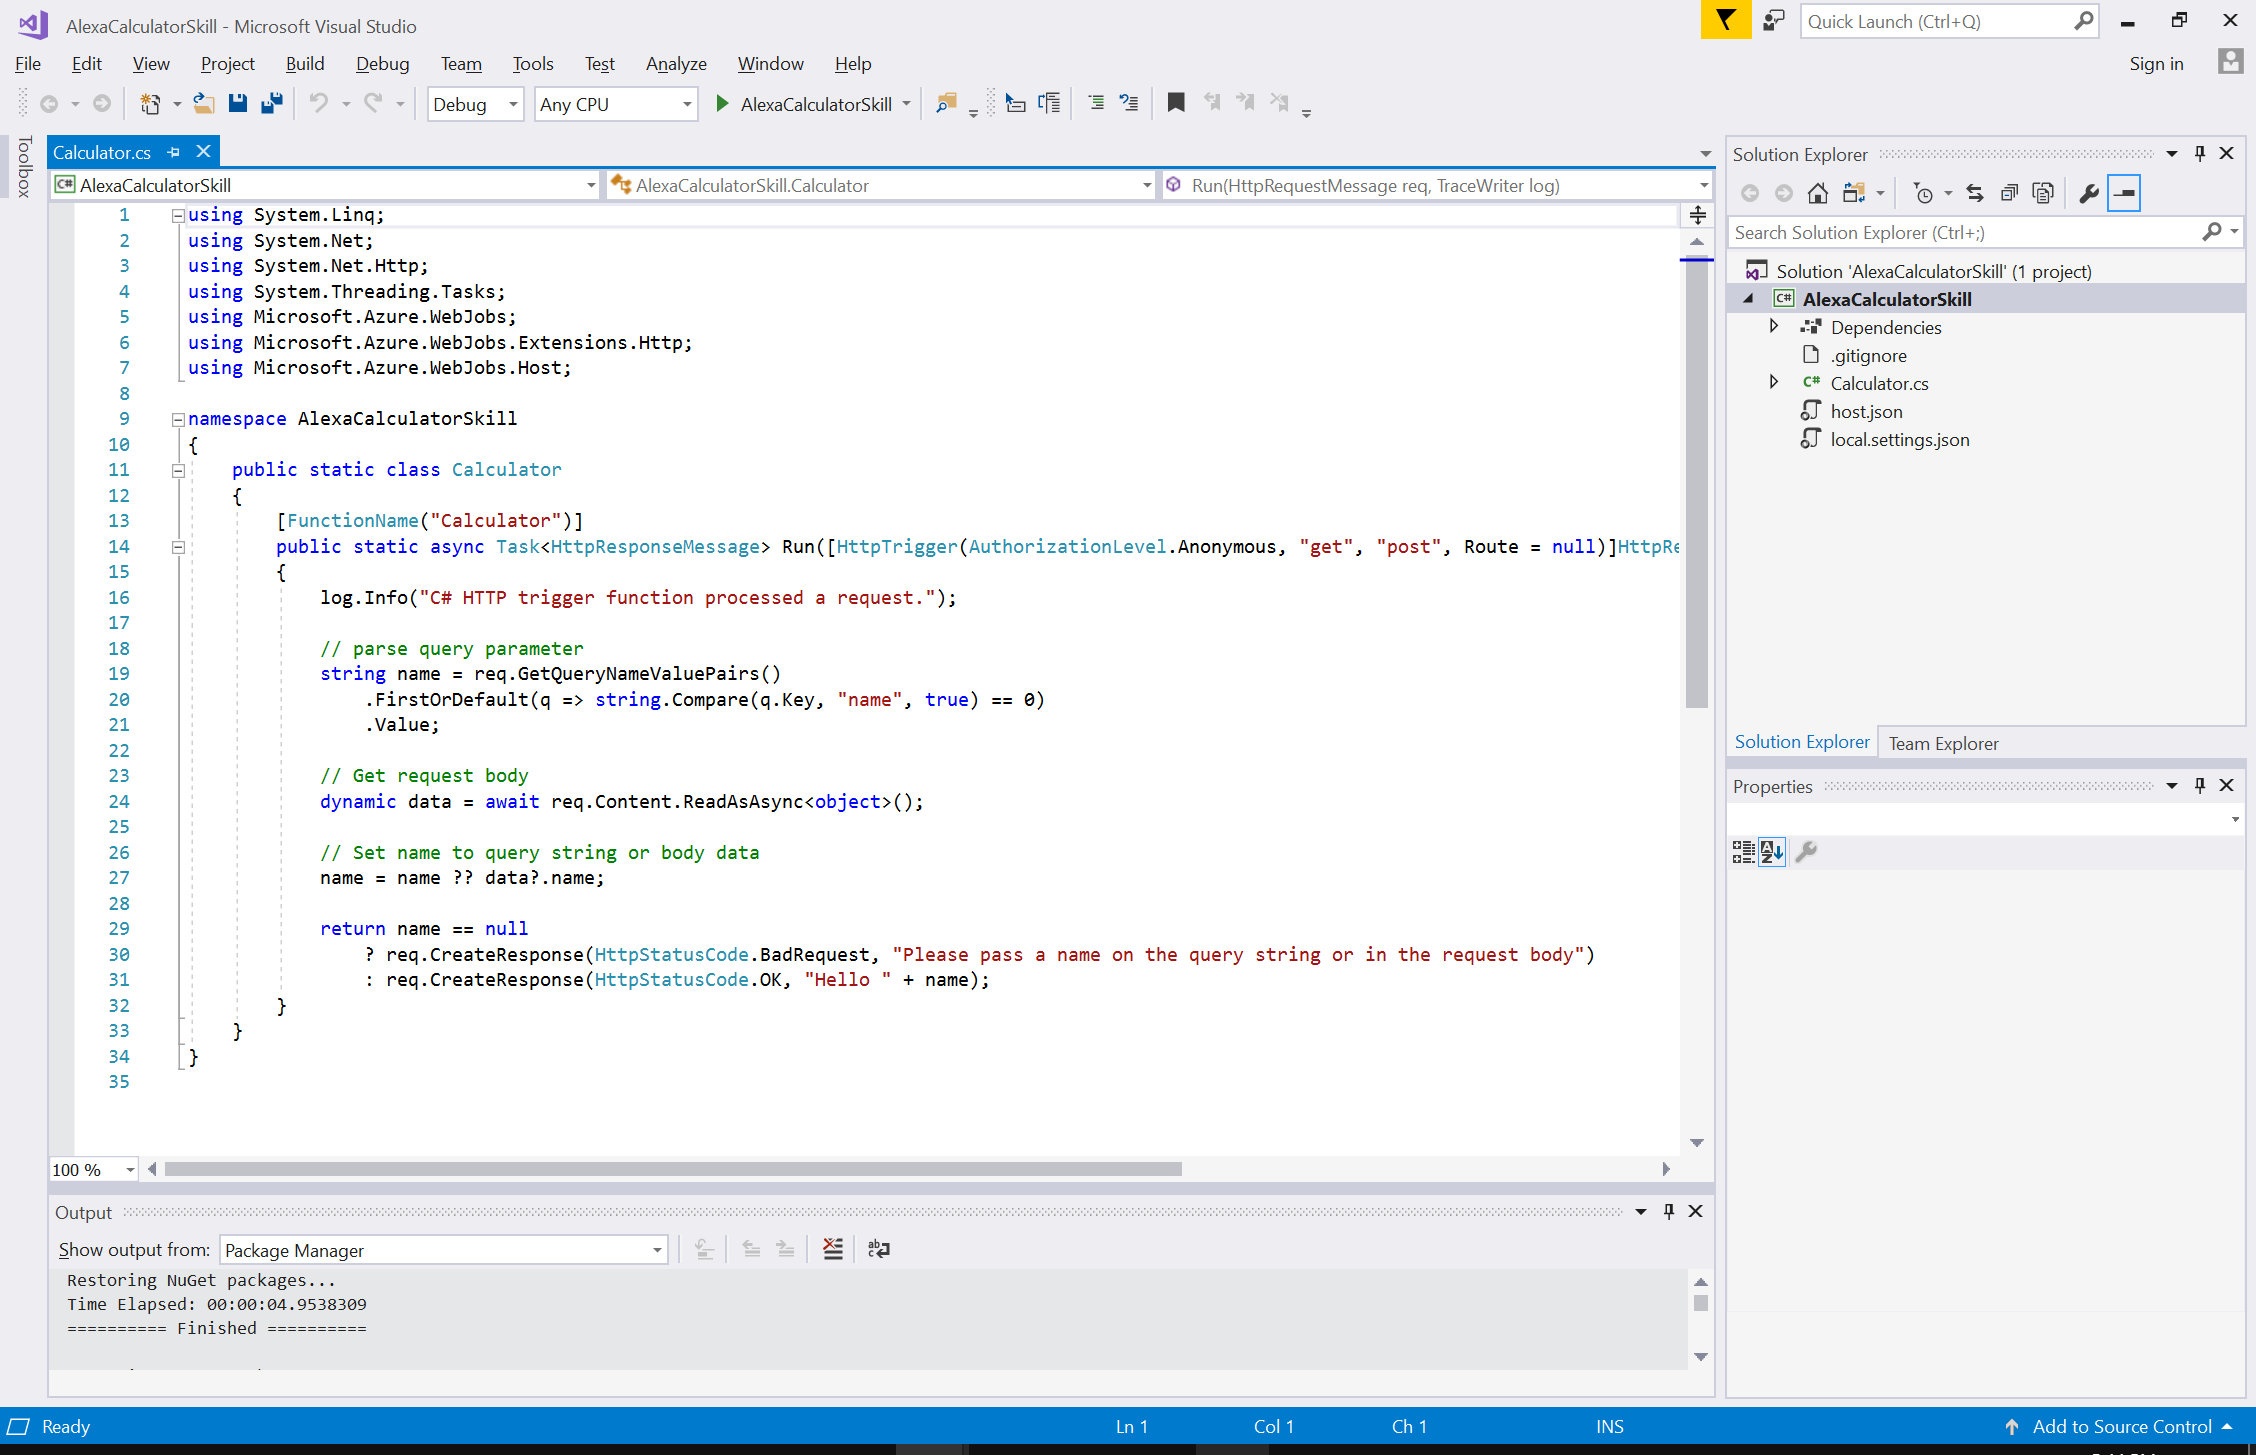 AlexaCalculatorSkill - Microsoft Visual Studio
Quick Launch (Ctrl+Q)
File Edit View Project Build Debug Team Tools Test Analyze Window Help
Sign in
Debug
Any CPU
AlexaCalculatorSkill
Toolbox
Calculator.cs
C# AlexaCalculatorSkill
AlexaCalculatorSkill.Calculator
Run(HttpRequestMessage req, TraceWriter log)
1 using System.Linq;
2 using System.Net;
3 using System.Net.Http;
4 using System.Threading.Tasks;
5 using Microsoft.Azure.WebJobs;
6 using Microsoft.Azure.WebJobs.Extensions.Http;
7 using Microsoft.Azure.WebJobs.Host;
8
9 namespace AlexaCalculatorSkill
10 {
11 public static class Calculator
12 {
13 [FunctionName("Calculator")]
14 public static async Task<HttpResponseMessage> Run([HttpTrigger(AuthorizationLevel.Anonymous, "get", "post", Route = null)]HttpRe
15 {
16 log.Info("C# HTTP trigger function processed a request.");
17
18 // parse query parameter
19 string name = req.GetQueryNameValuePairs()
20 .FirstOrDefault(q => string.Compare(q.Key, "name", true) == 0)
21 .Value;
22
23 // Get request body
24 dynamic data = await req.Content.ReadAsAsync<object>();
25
26 // Set name to query string or body data
27 name = name ?? data?.name;
28
29 return name == null
30 ? req.CreateResponse(HttpStatusCode.BadRequest, "Please pass a name on the query string or in the request body")
31 : req.CreateResponse(HttpStatusCode.OK, "Hello " + name);
32 }
33 }
34 }
35
100 %
Output
Show output from: Package Manager
Restoring NuGet packages...
Time Elapsed: 00:00:04.9538309
========== Finished ==========
Solution Explorer
Search Solution Explorer (Ctrl+;)
Solution 'AlexaCalculatorSkill' (1 project)
C# AlexaCalculatorSkill
Dependencies
.gitignore
C# Calculator.cs
host.json
local.settings.json
Solution Explorer
Team Explorer
Properties
Ready
Ln 1
Col 1
Ch 1
INS
Add to Source Control